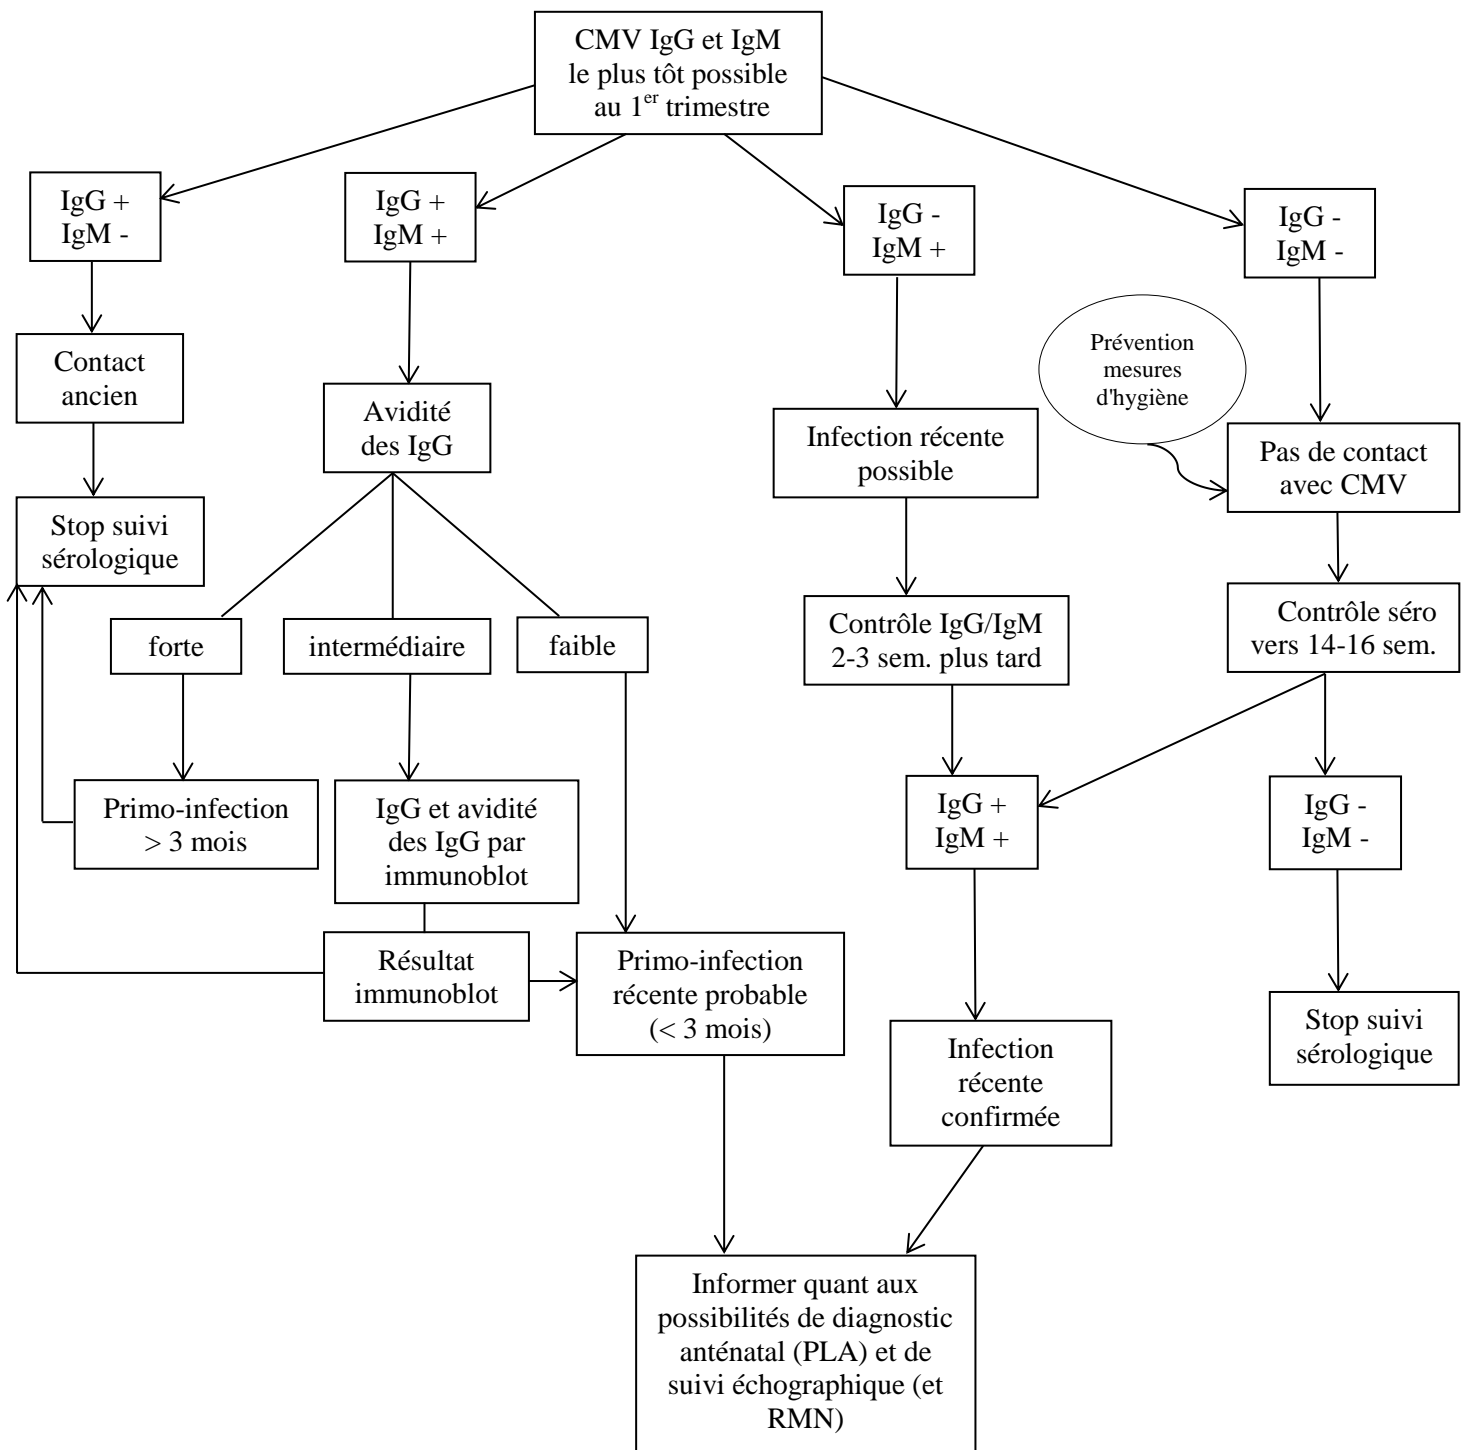 CMV IgG et IgM
le plus tôt possible
au 1er trimestre
IgG +
IgM -
IgG +
IgM +
IgG -
IgM +
IgG -
IgM -
Contact
ancien
Avidité
des IgG
Infection récente
possible
Prévention
mesures
d'hygiène
Pas de contact
avec CMV
Stop suivi
sérologique
forte
intermédiaire
faible
Contrôle IgG/IgM
2-3 sem. plus tard
Contrôle séro
vers 14-16 sem.
Primo-infection
> 3 mois
IgG et avidité
des IgG par
immunoblot
IgG +
IgM +
IgG -
IgM -
Résultat
immunoblot
Primo-infection
récente probable
(< 3 mois)
Infection
récente
confirmée
Stop suivi
sérologique
Informer quant aux
possibilités de diagnostic
anténatal (PLA) et de
suivi échographique (et
RMN)